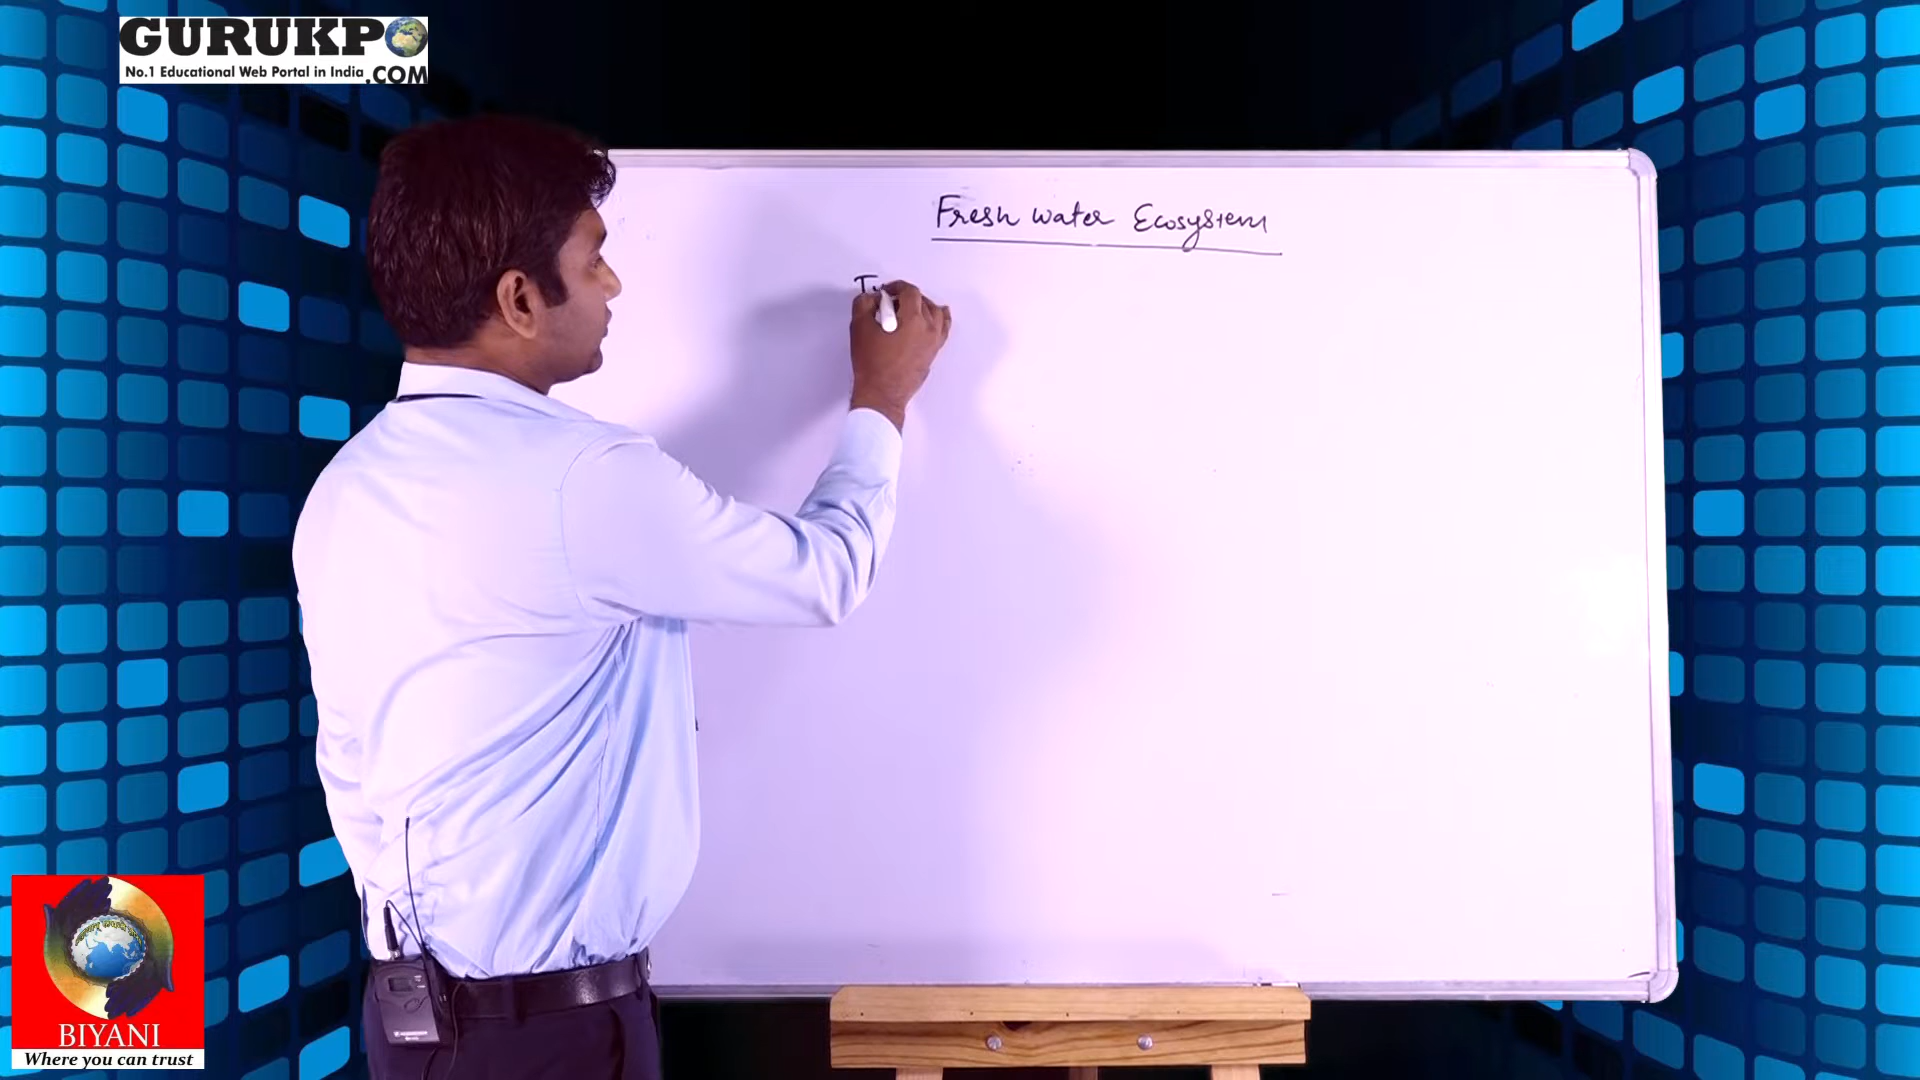 GURUKPO
No.1 Educational Web Portal in India .COM
Fresh water Ecosystem
BIYANI
Where you can trust